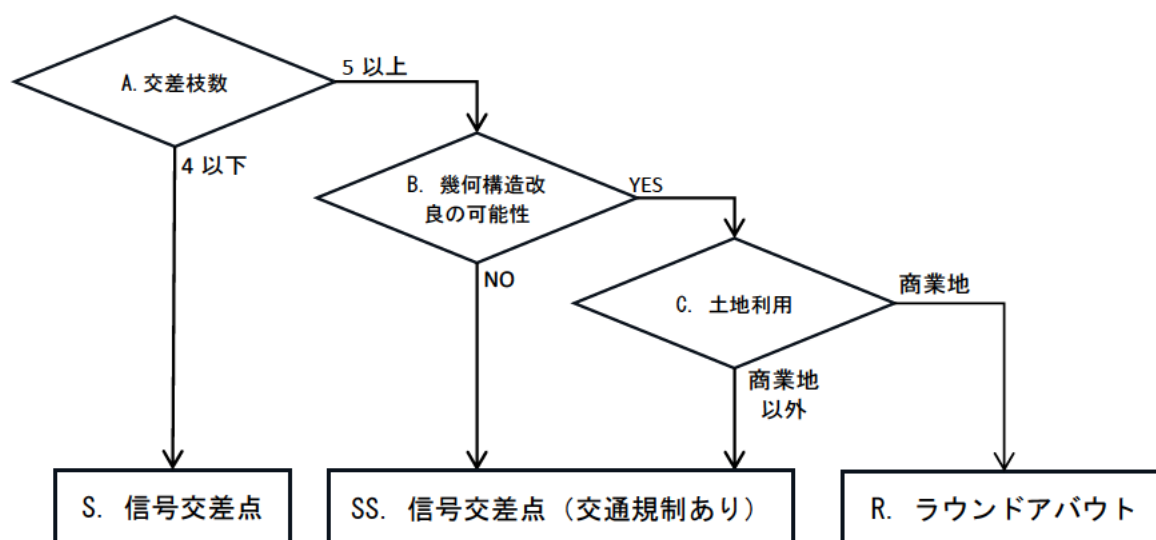 A. 交差枝数
5 以上
4 以下
B. 幾何構造改
良の可能性
YES
NO
C. 土地利用
商業地
商業地
以外
S. 信号交差点
SS. 信号交差点（交通規制あり）
R. ラウンドアバウト